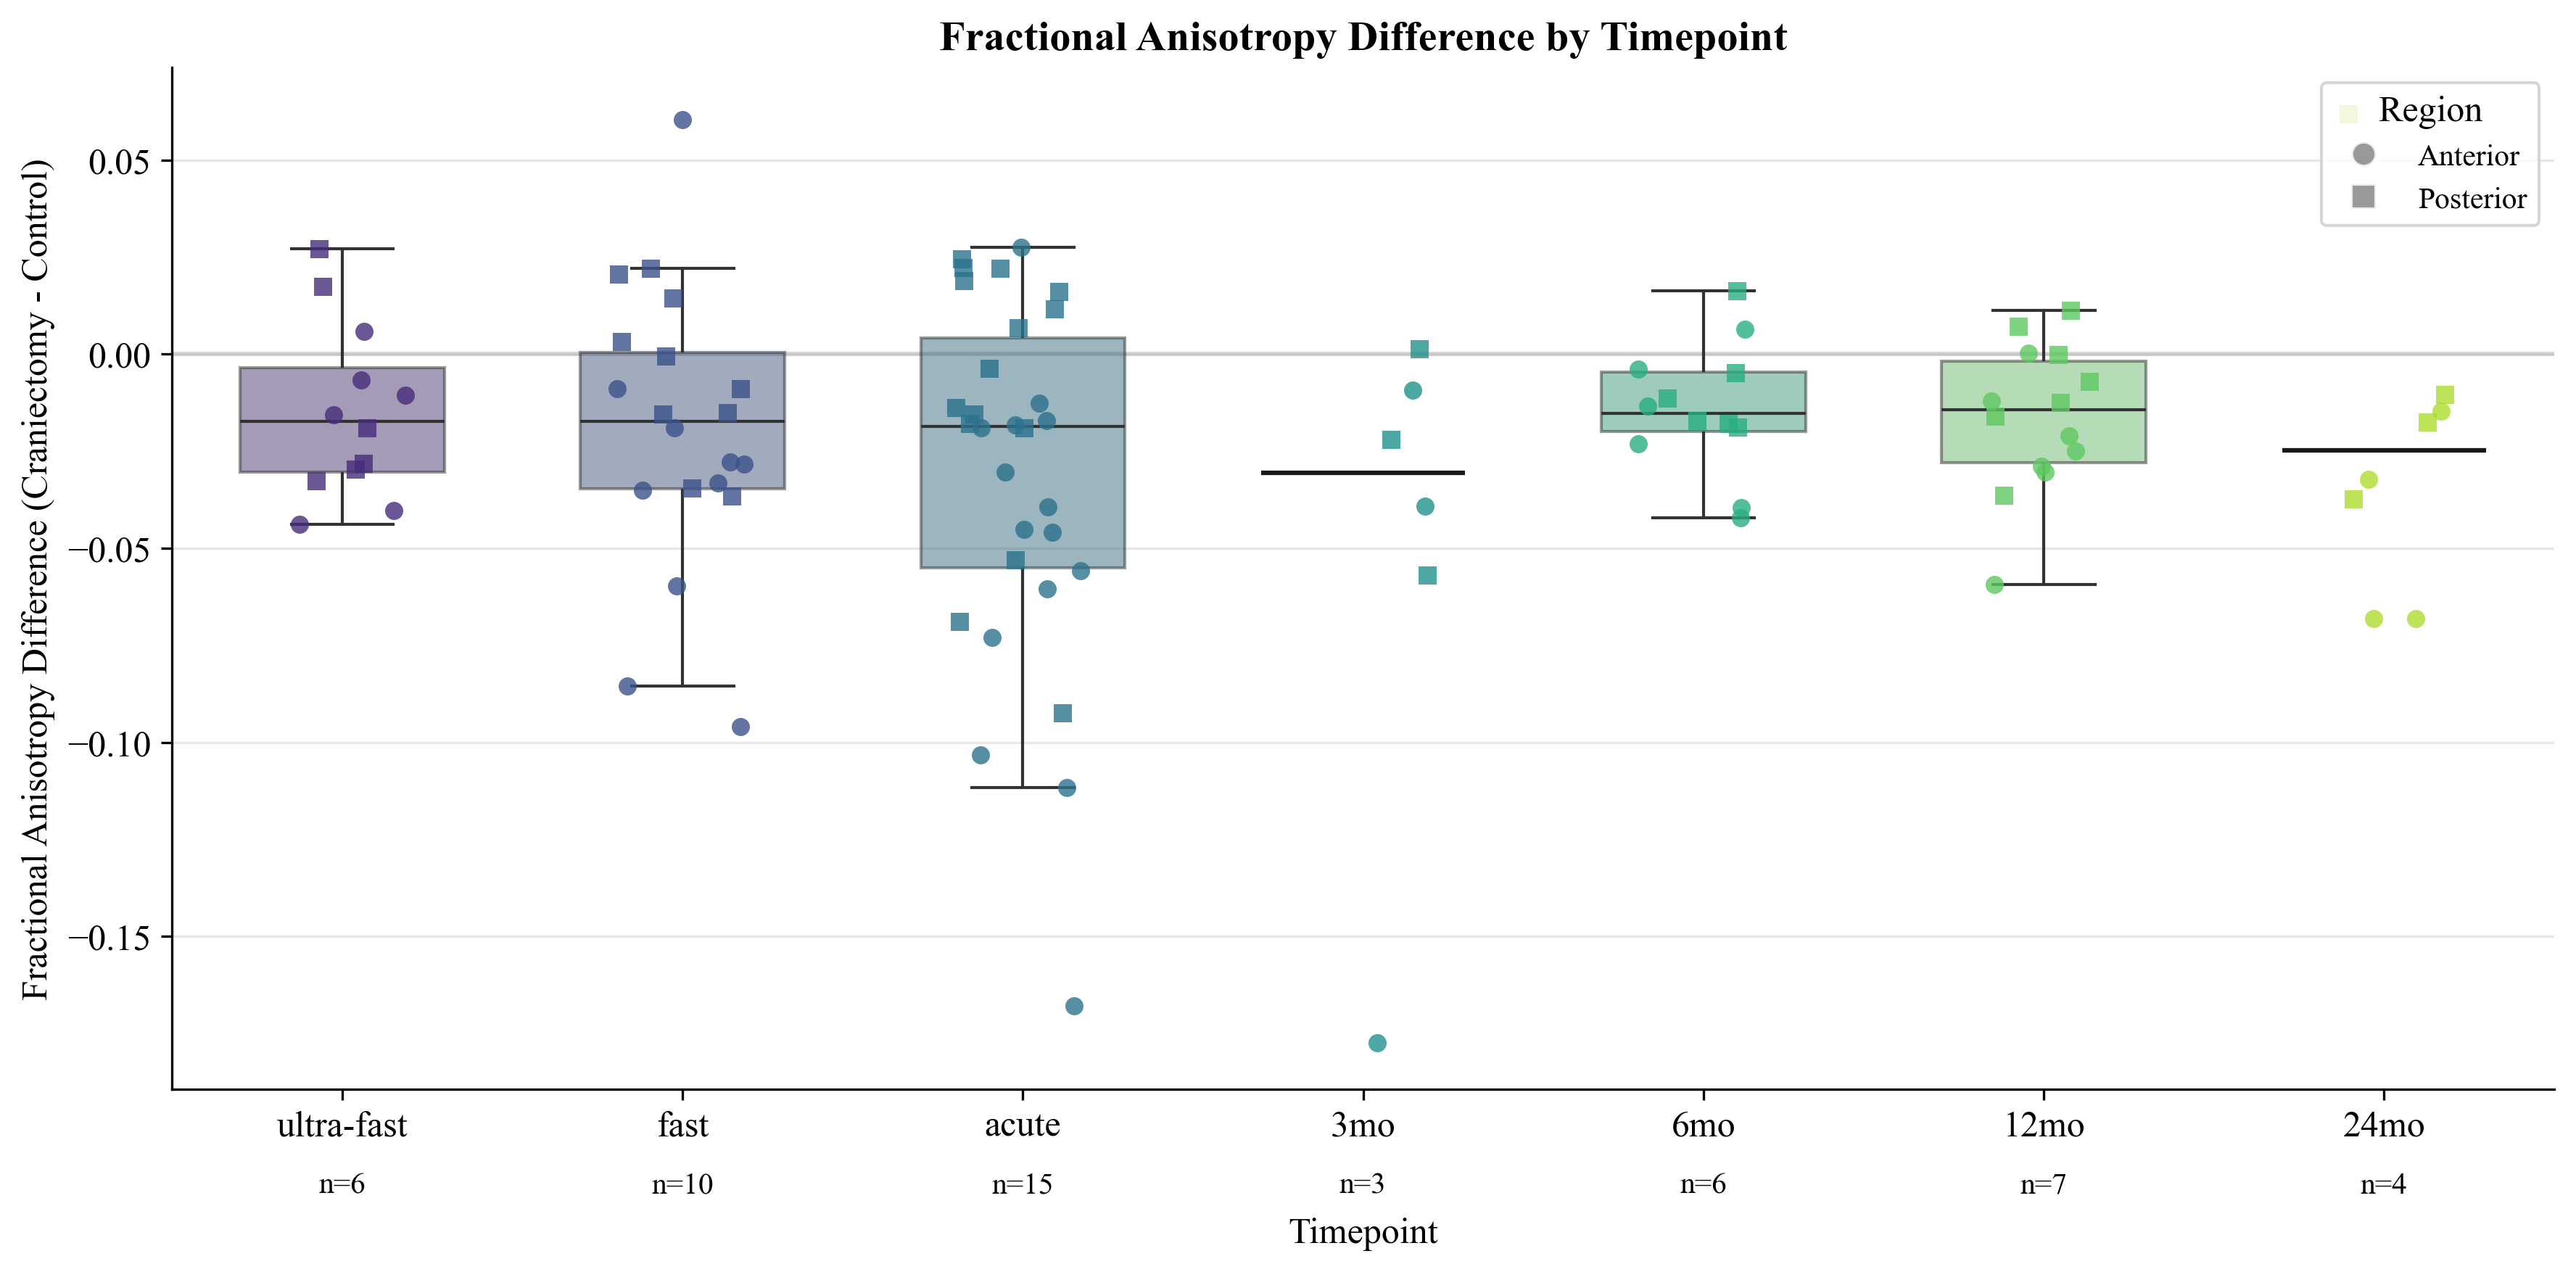 Fractional Anisotropy Difference by Timepoint
Fractional Anisotropy Difference (Craniectomy - Control)
0.05
0.00
−0.05
−0.10
−0.15
Region
Anterior
Posterior
ultra-fast fast acute 3mo 6mo 12mo 24mo
n=6 n=10 n=15 n=3 n=6 n=7 n=4
Timepoint